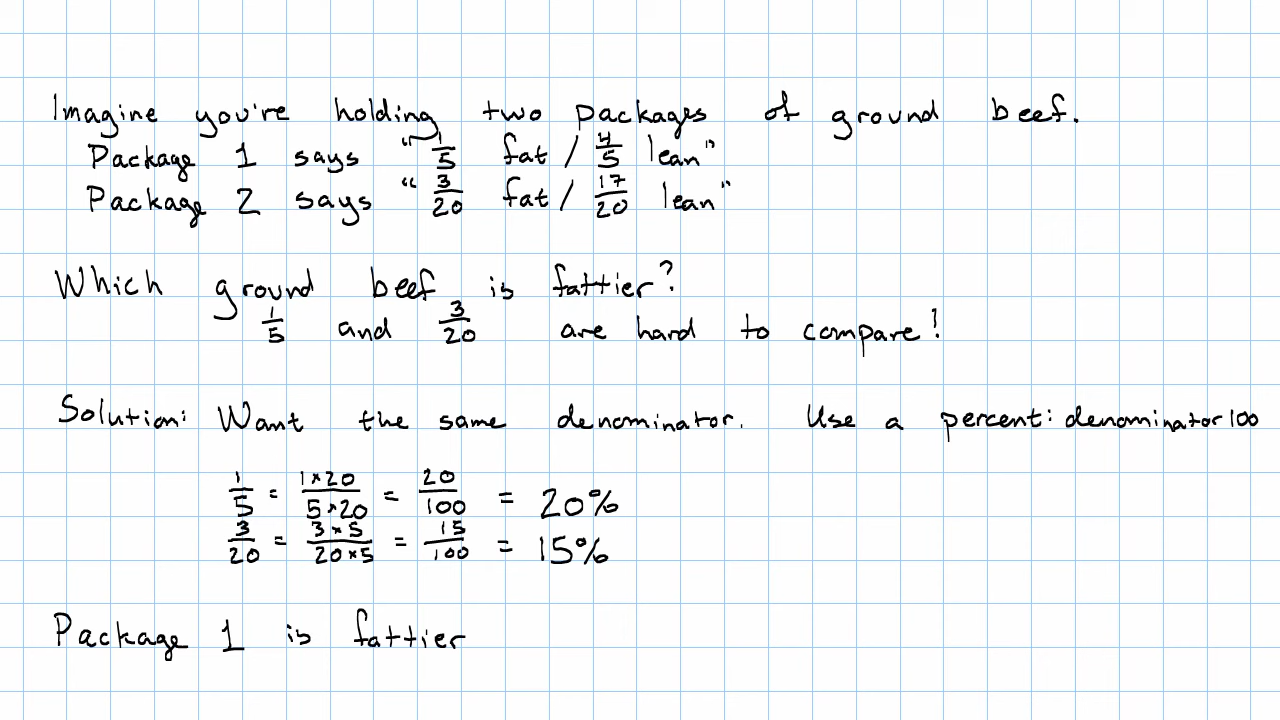 Imagine you're holding two packages of ground beef.
Package 1 says "1/5 fat / 4/5 lean"
Package 2 says "3/20 fat / 17/20 lean"
Which ground beef is fattier?
1/5 and 3/20 are hard to compare!
Solution: Want the same denominator. Use a percent: denominator 100
1/5 = 1×20/5×20 = 20/100 = 20%
3/20 = 3×5/20×5 = 15/100 = 15%
Package 1 is fattier